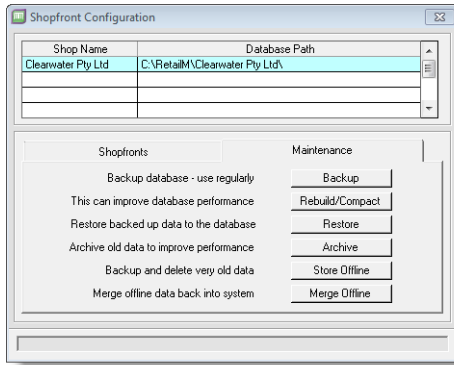 Shopfront Configuration
Shop Name Database Path
Clearwater Pty Ltd C:\RetailM\Clearwater Pty Ltd\
Shopfronts Maintenance
Backup database - use regularly Backup
This can improve database performance Rebuild/Compact
Restore backed up data to the database Restore
Archive old data to improve performance Archive
Backup and delete very old data Store Offline
Merge offline data back into system Merge Offline